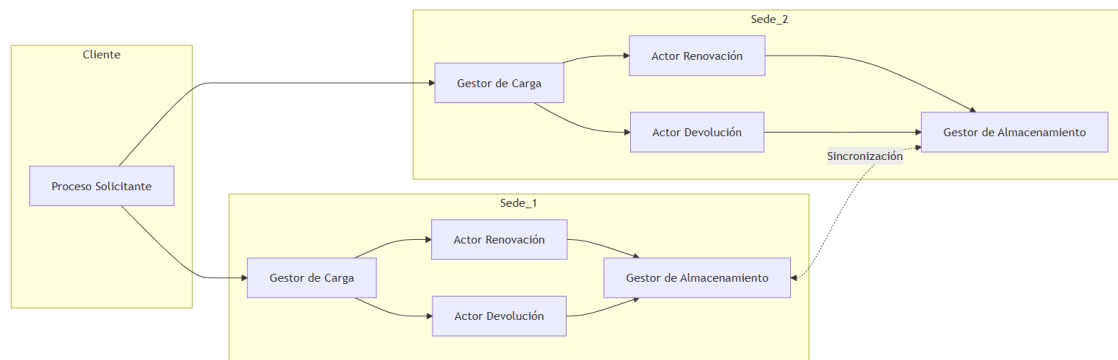 Sede_2
Cliente
Actor Renovación
Gestor de Carga
Actor Devolución
Gestor de Almacenamiento
Sincronización
Proceso Solicitante
Sede_1
Actor Renovación
Gestor de Carga
Gestor de Almacenamiento
Actor Devolución